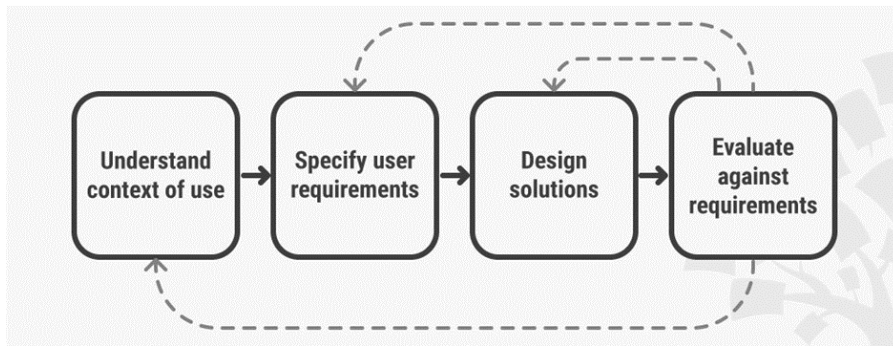 Understand
context of use
Specify user
requirements
Design
solutions
Evaluate
against
requirements